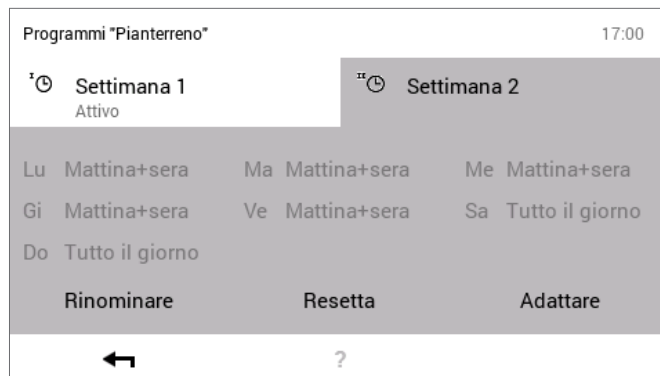 Programmi "Pianterreno" 17:00
I Settimana 1 II Settimana 2
Attivo
Lu Mattina+sera Ma Mattina+sera Me Mattina+sera
Gi Mattina+sera Ve Mattina+sera Sa Tutto il giorno
Do Tutto il giorno
Rinominare Resetta Adattare
?